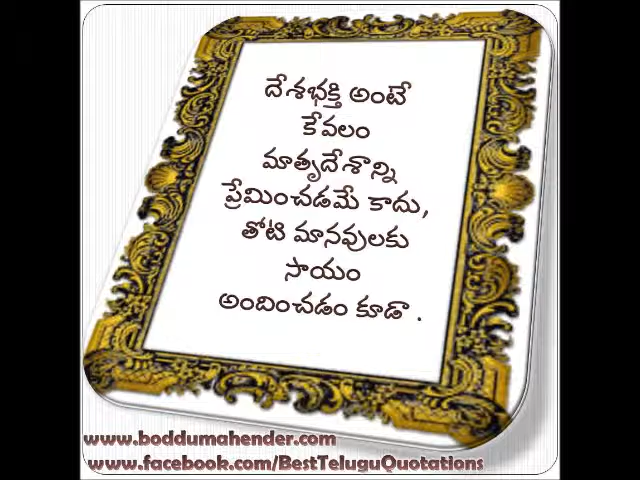 దేశభక్తి అంటే
కేవలం
మాతృదేశాన్ని
ప్రేమించడమే కాదు,
తోటి మానవులకు
సాయం
అందించడం కూడా .
www.boddumahender.com
www.facebook.com/BestTeluguQuotations